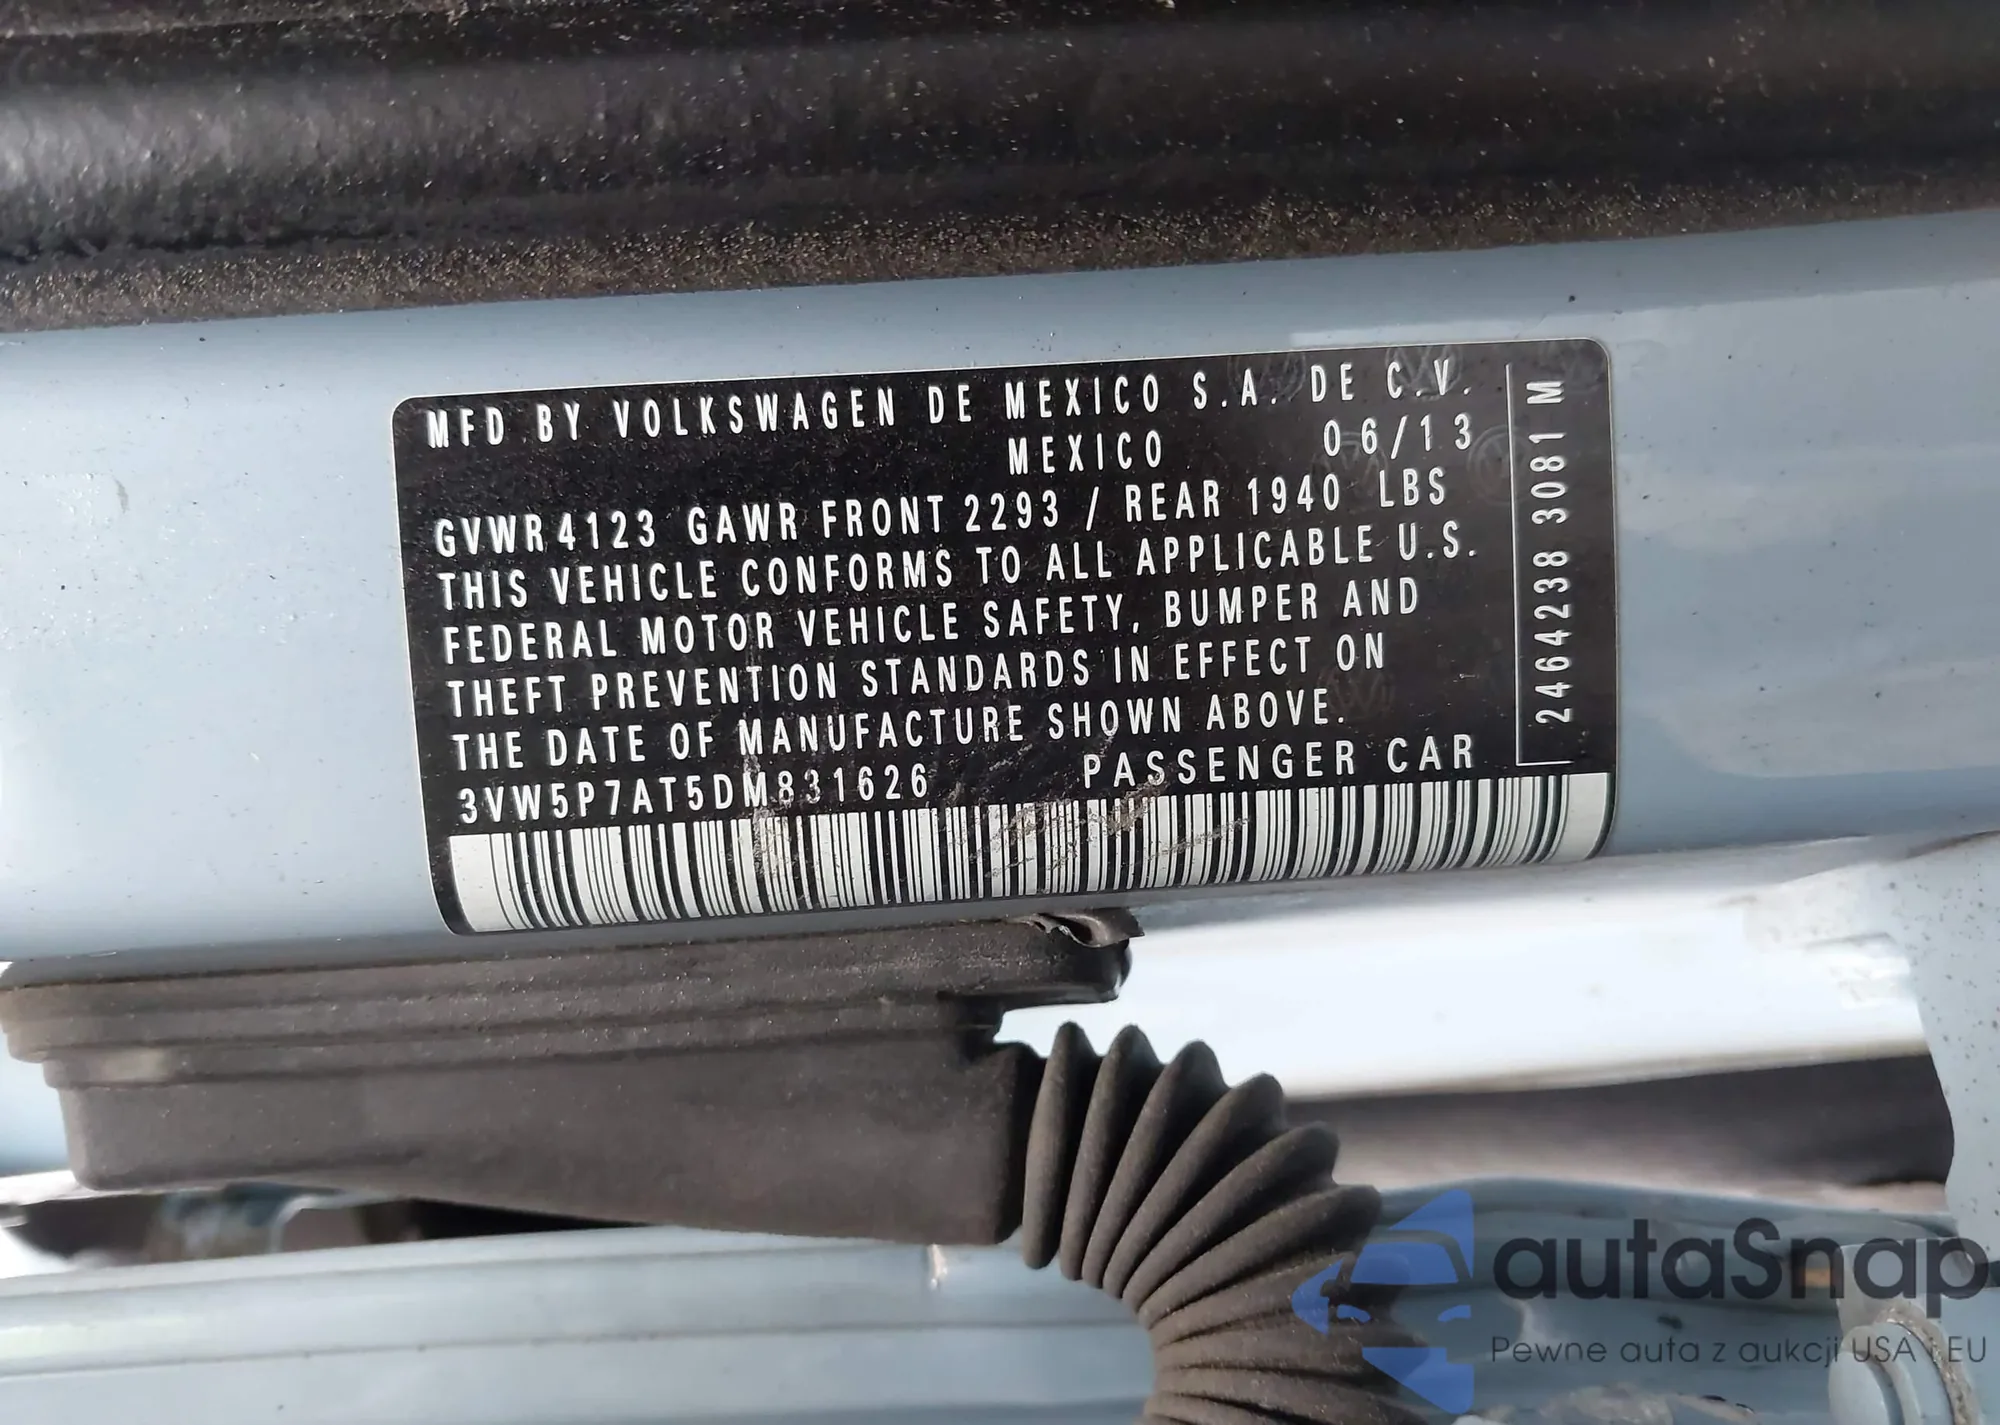 MFD BY VOLKSWAGEN DE MEXICO S.A. DE C.V.
MEXICO 06/13
GVWR 4123 GAWR FRONT 2293 / REAR 1940 LBS
THIS VEHICLE CONFORMS TO ALL APPLICABLE U.S.
FEDERAL MOTOR VEHICLE SAFETY, BUMPER AND
THEFT PREVENTION STANDARDS IN EFFECT ON
THE DATE OF MANUFACTURE SHOWN ABOVE.
3VW5P7AT5DM831626 PASSENGER CAR
2464238 3081 M
autaSnap
Pewne auta z aukcji USA i EU